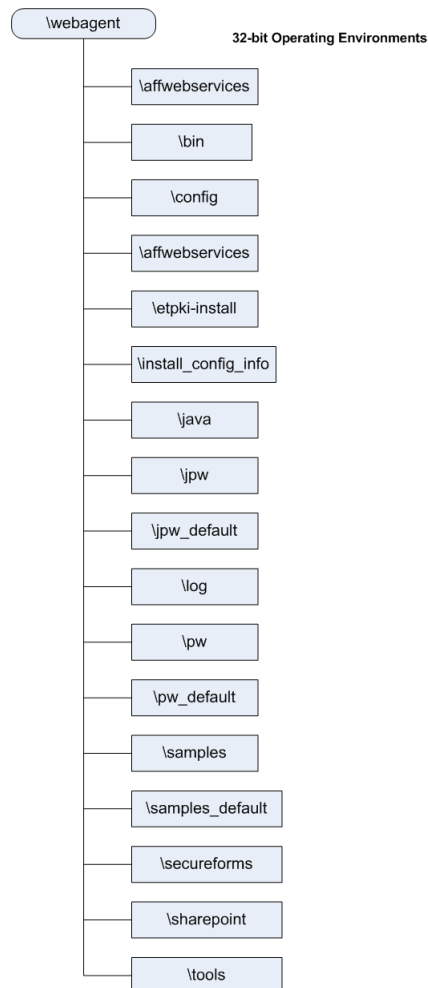 \webagent
32-bit Operating Environments
\affwebservices
\bin
\config
\affwebservices
\etpki-install
\install_config_info
\java
\jpw
\jpw_default
\log
\pw
\pw_default
\samples
\samples_default
\secureforms
\sharepoint
\tools